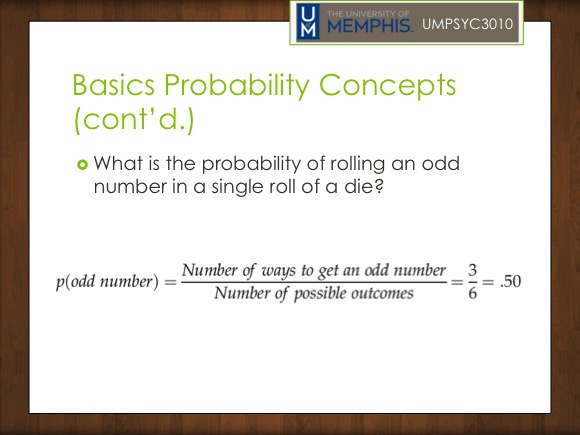 UM
THE UNIVERSITY OF
MEMPHIS.
UMPSYC3010
Basics Probability Concepts
(cont’d.)
What is the probability of rolling an odd
number in a single roll of a die?
p(odd number) = Number of ways to get an odd number / Number of possible outcomes = 3/6 = .50